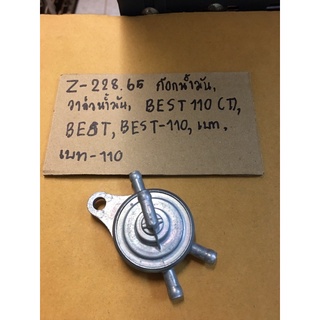 Z-228.65 ก๊อกน้ำมัน,
วาล์วน้ำมัน, BEST 110 (T),
BEST, BEST-110, เบท,
เบท-110